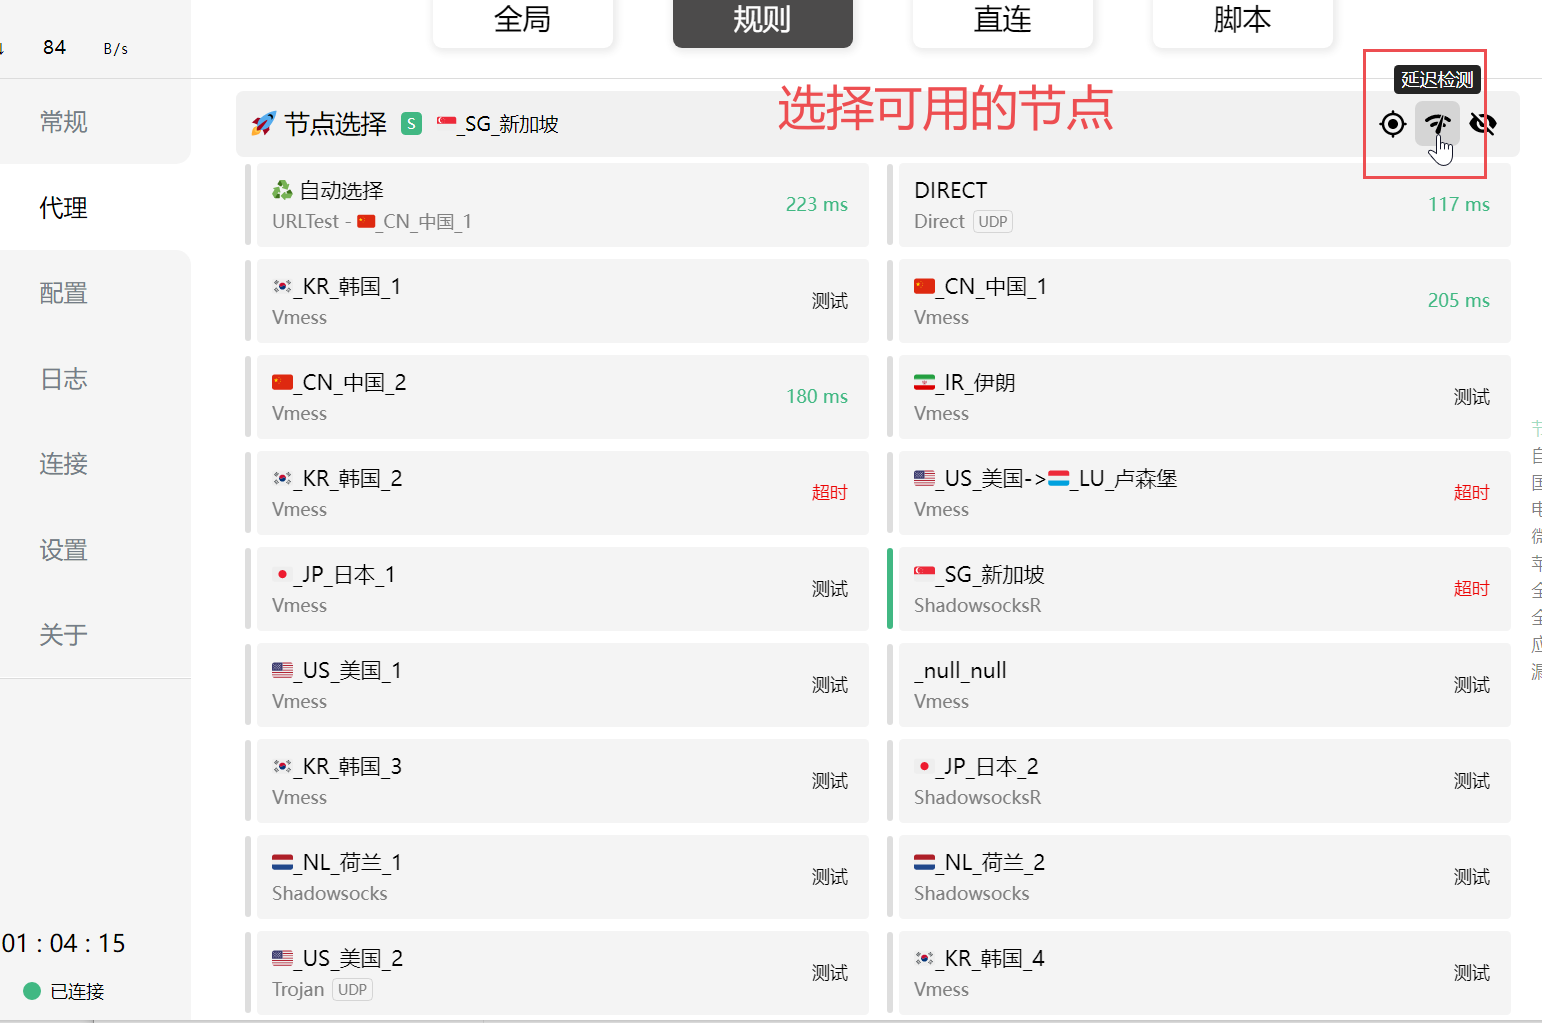 84 B/s
全局 规则 直连 脚本
延迟检测
选择可用的节点
节点选择 S _SG_新加坡
常规
代理
配置
日志
连接
设置
关于
自动选择 223 ms
URLTest - _CN_中国_1
DIRECT 117 ms
Direct UDP
_KR_韩国_1 测试
Vmess
_CN_中国_1 205 ms
Vmess
_CN_中国_2 180 ms
Vmess
_IR_伊朗 测试
Vmess
_KR_韩国_2 超时
Vmess
_US_美国->_LU_卢森堡 超时
Vmess
_JP_日本_1 测试
Vmess
_SG_新加坡 超时
ShadowsocksR
_US_美国_1 测试
Vmess
_null_null 测试
Vmess
_KR_韩国_3 测试
Vmess
_JP_日本_2 测试
ShadowsocksR
_NL_荷兰_1 测试
Shadowsocks
_NL_荷兰_2 测试
Shadowsocks
_US_美国_2 测试
Trojan UDP
_KR_韩国_4 测试
Vmess
01 : 04 : 15
已连接